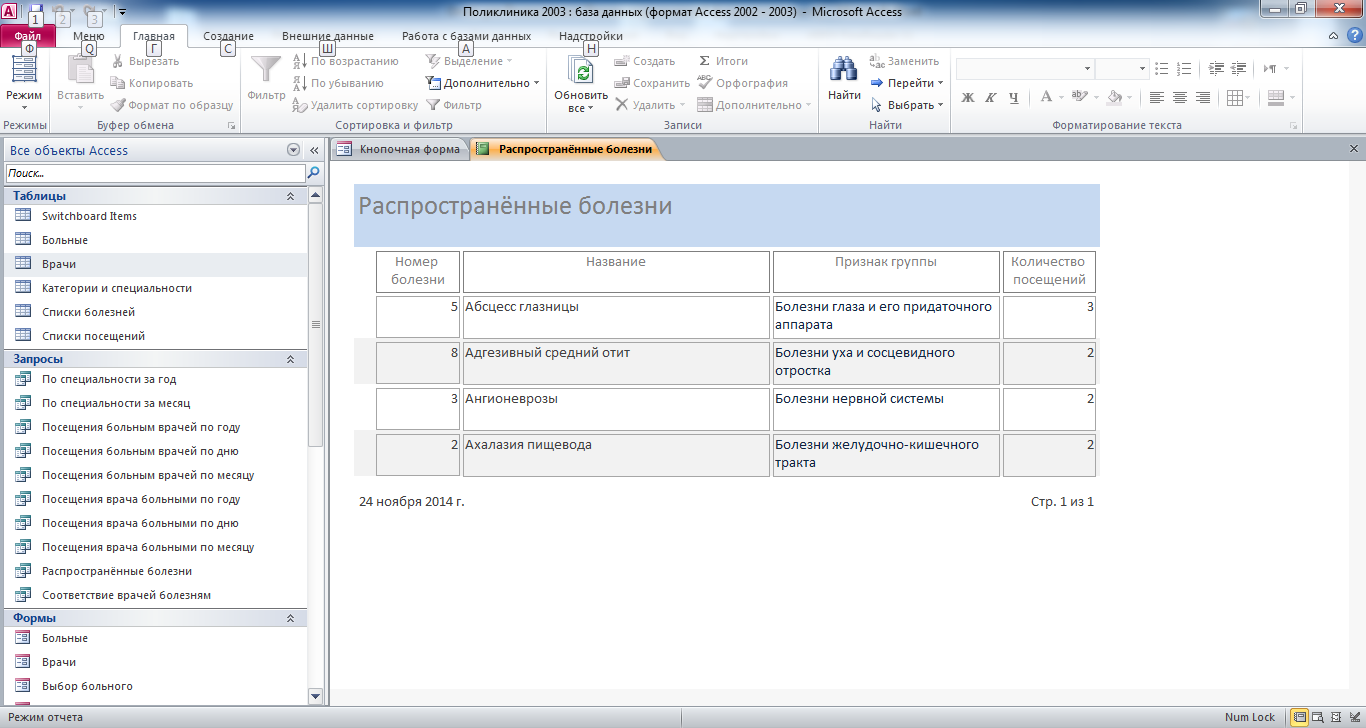 Поликлиника 2003 : база данных (формат Access 2002 - 2003) - Microsoft Access
1 2 3
Файл Меню Главная Создание Внешние данные Работа с базами данных Надстройки
Ф Q Г С Ш А Н
Режим
Режимы
Вставить
Вырезать
Копировать
Формат по образцу
Буфер обмена
Фильтр
По возрастанию
По убыванию
Удалить сортировку
Выделение
Дополнительно
Фильтр
Сортировка и фильтр
Обновить
все
Создать
Сохранить
Удалить
Итоги
Орфография
Дополнительно
Записи
Найти
Заменить
Перейти
Выбрать
Найти
Ж К Ч
Форматирование текста
Все объекты Access
Поиск...
Таблицы
Switchboard Items
Больные
Врачи
Категории и специальности
Списки болезней
Списки посещений
Запросы
По специальности за год
По специальности за месяц
Посещения больным врачей по году
Посещения больным врачей по дню
Посещения больным врачей по месяцу
Посещения врача больными по году
Посещения врача больными по дню
Посещения врача больными по месяцу
Распространённые болезни
Соответствие врачей болезням
Формы
Больные
Врачи
Выбор больного
Кнопочная форма Распространённые болезни
Распространённые болезни
Номер болезни Название Признак группы Количество посещений
5 Абсцесс глазницы Болезни глаза и его придаточного аппарата 3
8 Адгезивный средний отит Болезни уха и сосцевидного отростка 2
3 Ангионеврозы Болезни нервной системы 2
2 Ахалазия пищевода Болезни желудочно-кишечного тракта 2
24 ноября 2014 г. Стр. 1 из 1
Режим отчета Num Lock